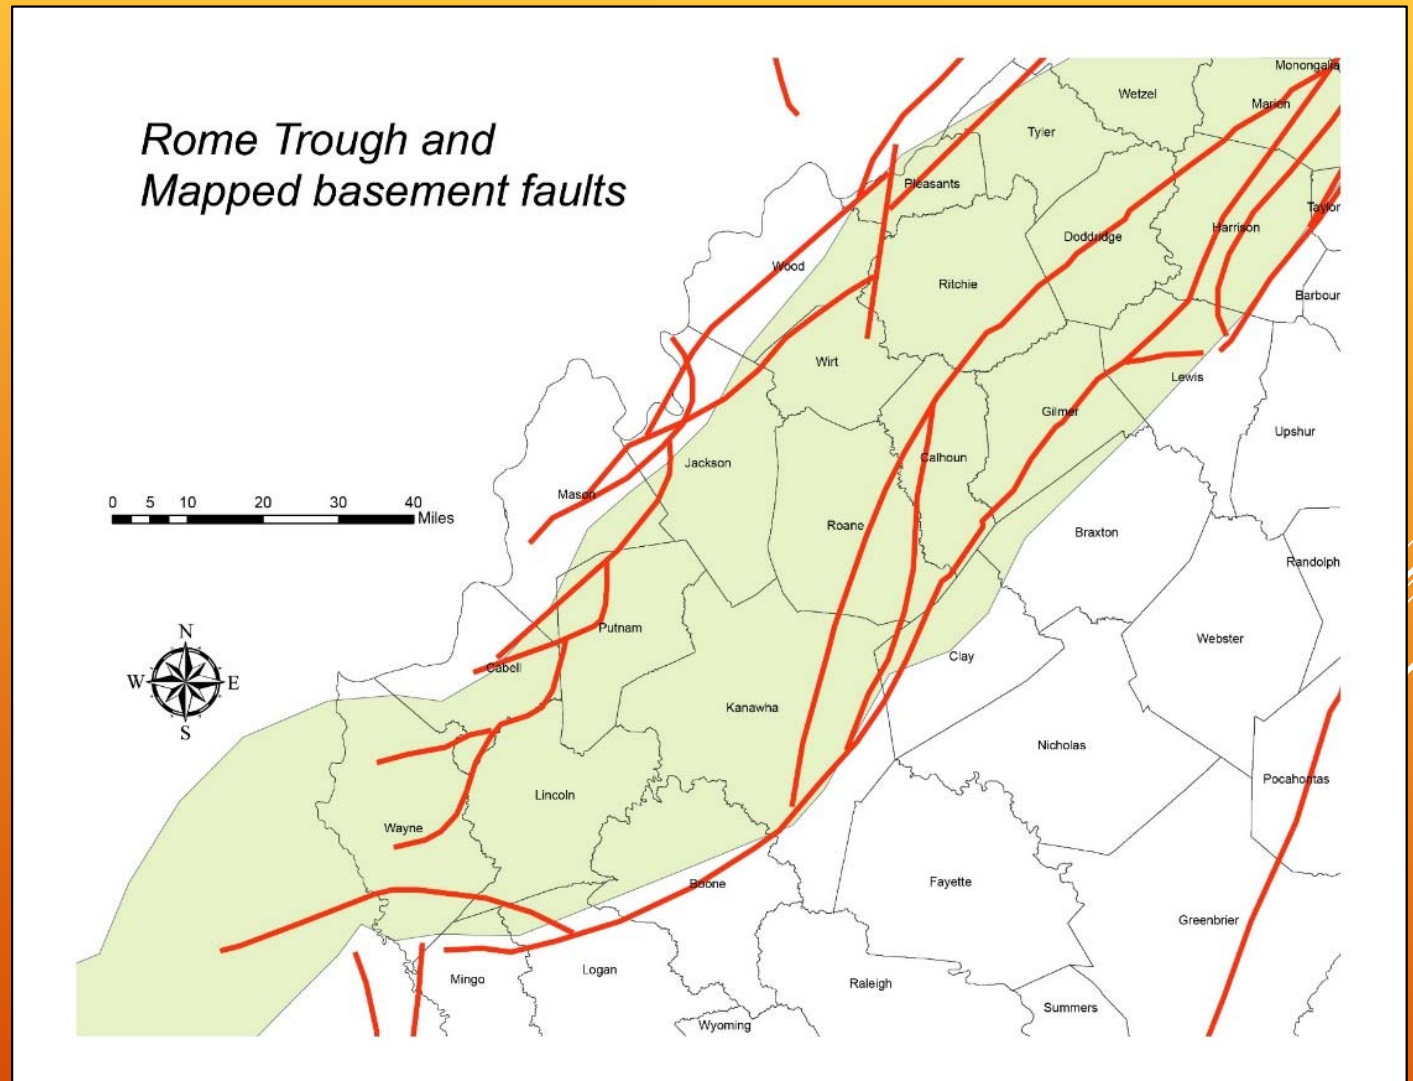 Rome Trough and
Mapped basement faults
Monongalia
Wetzel
Marion
Tyler
Pleasants
Taylor
Harrison
Doddridge
Wood
Ritchie
Barbour
Wirt
Lewis
Gilmer
Upshur
Calhoun
Jackson
Mason
0 5 10 20 30 40
Miles
Roane
Braxton
Randolph
N
W E
S
Putnam
Webster
Clay
Cabell
Kanawha
Nicholas
Pocahontas
Lincoln
Wayne
Boone
Fayette
Greenbrier
Logan
Mingo
Raleigh
Summers
Wyoming